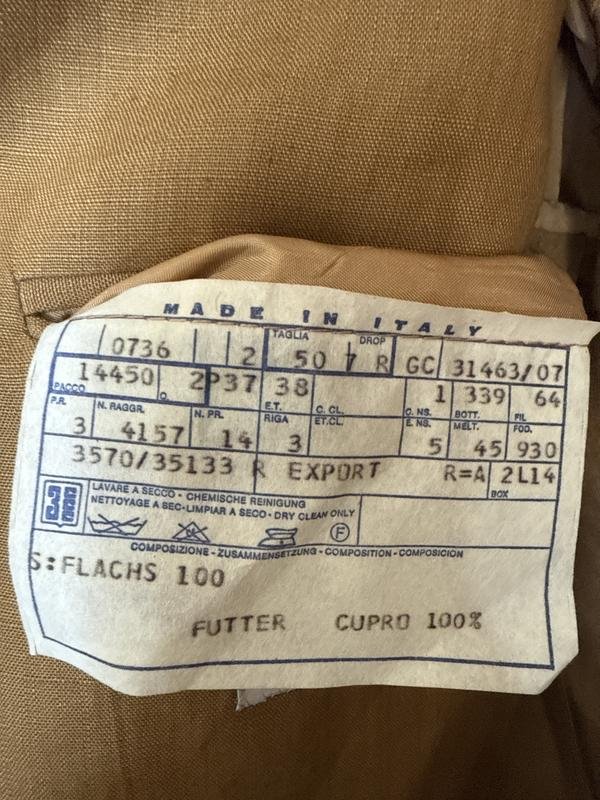 MADE IN ITALY
TAGLIA DROP
0736 2 50 7 R GC 31463/07
14450 2P37 38 1 339 64
PACCO O. E.T. C. CL. C. NS. BOTT. FIL
P.R. N. RAGGR. N. PR. RIGA ET.CL. E. NS. MELT. FOD.
3 4157 14 3 5 45 930
3570/35133 R EXPORT R=A 2L14
BOX
LAVARE A SECCO - CHEMISCHE REINIGUNG
NETTOYAGE A SEC-LIMPIAR A SECO-DRY CLEAN ONLY
F
COMPOSIZIONE - ZUSAMMENSETZUNG - COMPOSITION - COMPOSICION
S:FLACHS 100
FUTTER CUPRO 100%